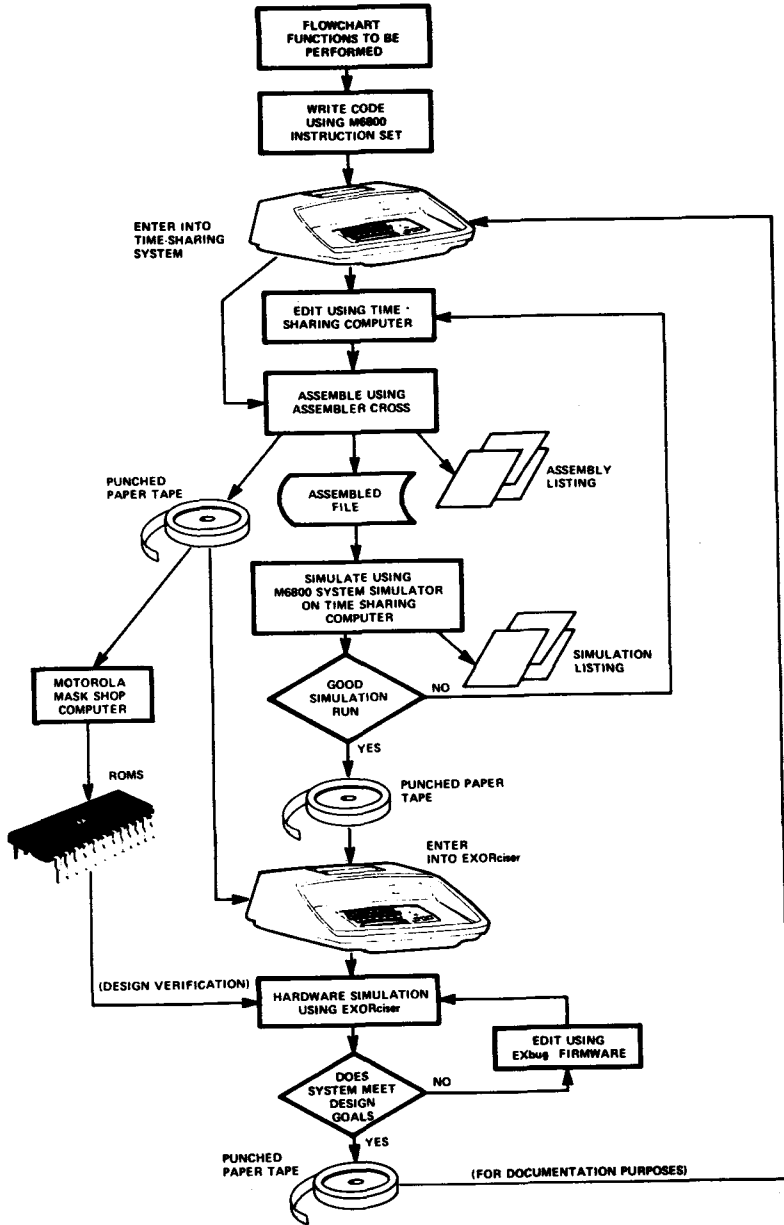 FLOWCHART
FUNCTIONS TO BE
PERFORMED
WRITE CODE
USING M6800
INSTRUCTION SET
ENTER INTO
TIME-SHARING
SYSTEM
EDIT USING TIME -
SHARING COMPUTER
ASSEMBLE USING
ASSEMBLER CROSS
PUNCHED
PAPER TAPE
ASSEMBLED
FILE
ASSEMBLY
LISTING
SIMULATE USING
M6800 SYSTEM SIMULATOR
ON TIME SHARING
COMPUTER
SIMULATION
LISTING
MOTOROLA
MASK SHOP
COMPUTER
GOOD
SIMULATION
RUN
NO
YES
ROMS
PUNCHED PAPER
TAPE
ENTER
INTO EXORciser
(DESIGN VERIFICATION)
HARDWARE SIMULATION
USING EXORciser
EDIT USING
EXbug FIRMWARE
DOES
SYSTEM MEET
DESIGN
GOALS
NO
YES
PUNCHED
PAPER TAPE
(FOR DOCUMENTATION PURPOSES)